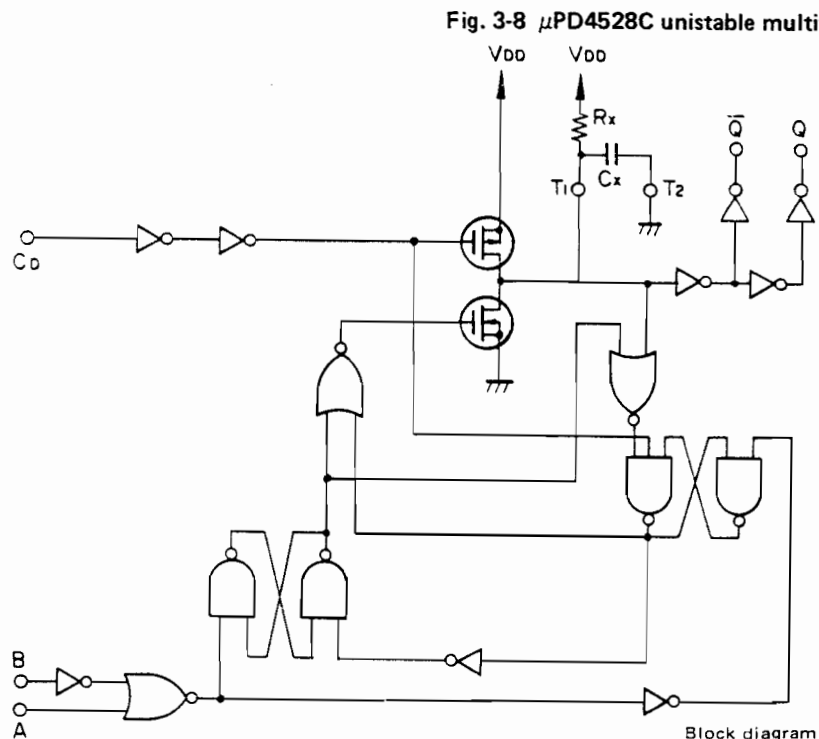 Fig. 3-8 μPD4528C unistable multi
VDD VDD
Rx
Cx
T1 T2
Q̅ Q
CD
B
A
Block diagram